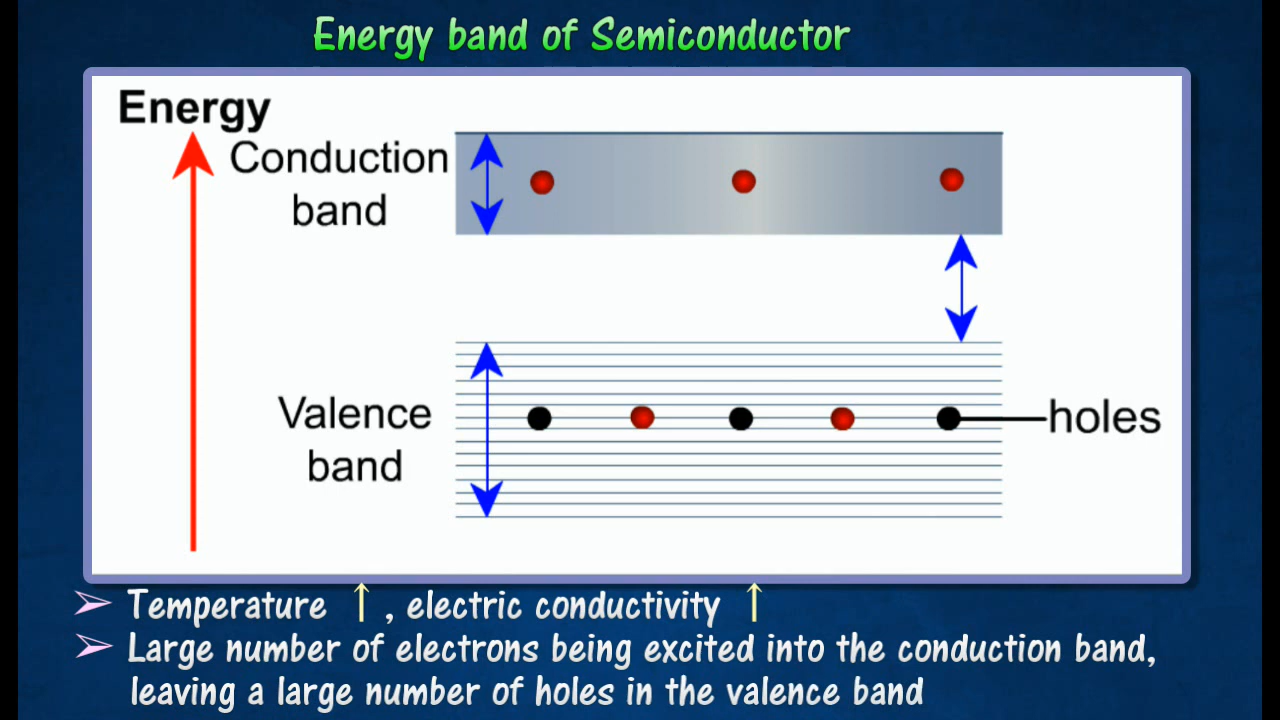 Energy band of Semiconductor
Energy
Conduction
band
Valence
band
holes
➢ Temperature ↑ , electric conductivity ↑
➢ Large number of electrons being excited into the conduction band,
leaving a large number of holes in the valence band